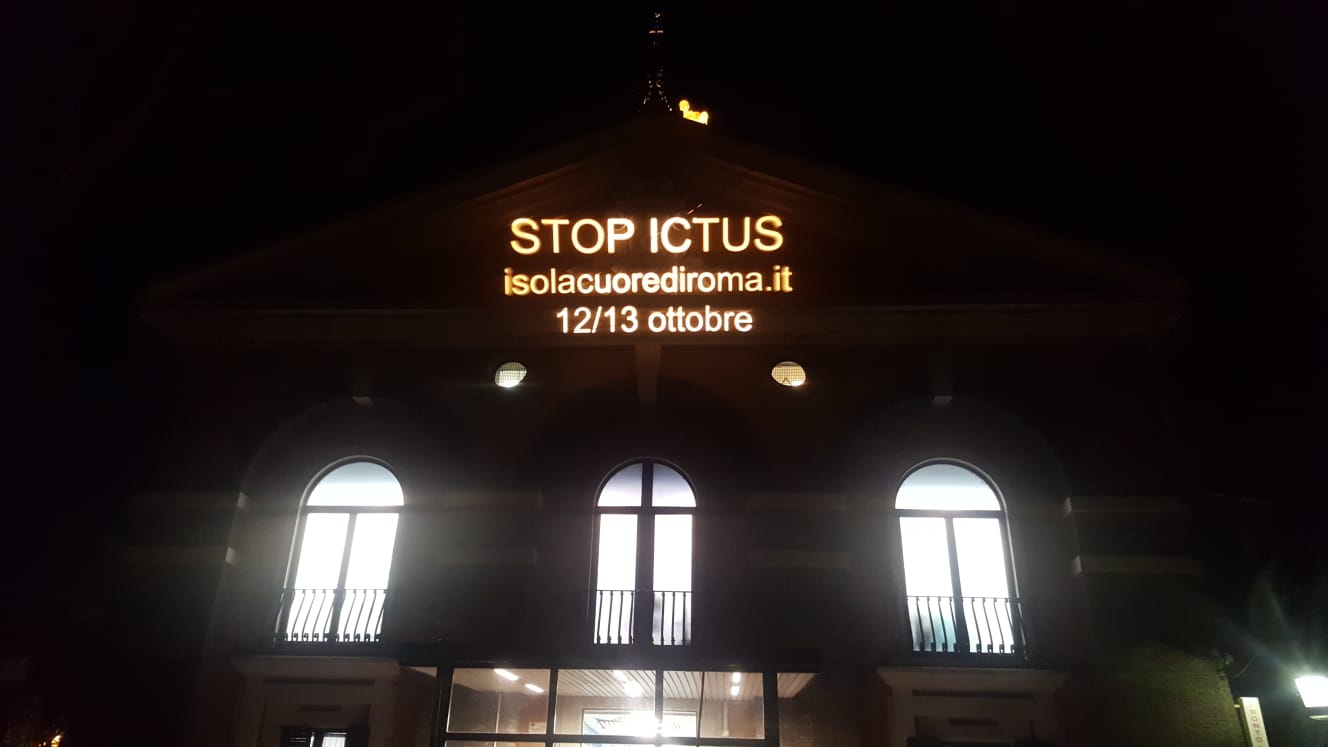 STOP ICTUS
isolacuorediroma.it
12/13 ottobre